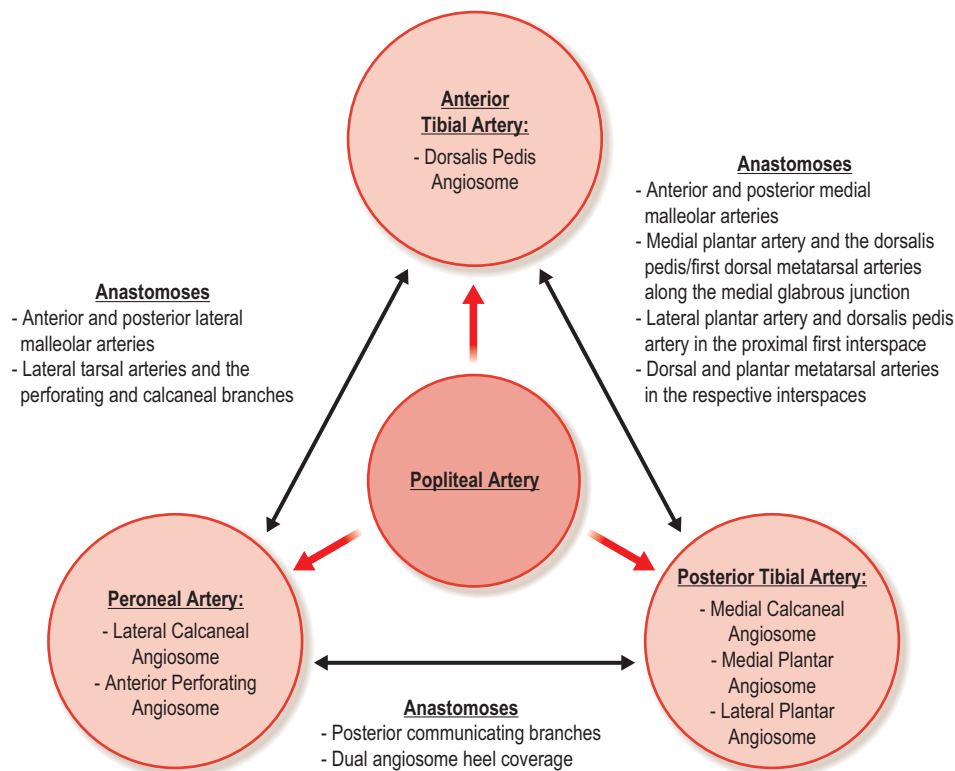 Anterior
Tibial Artery:
- Dorsalis Pedis
Angiosome
Anastomoses
- Anterior and posterior medial
malleolar arteries
- Medial plantar artery and the dorsalis
pedis/first dorsal metatarsal arteries
along the medial glabrous junction
- Lateral plantar artery and dorsalis pedis
artery in the proximal first interspace
- Dorsal and plantar metatarsal arteries
in the respective interspaces
Anastomoses
- Anterior and posterior lateral
malleolar arteries
- Lateral tarsal arteries and the
perforating and calcaneal branches
Popliteal Artery
Peroneal Artery:
- Lateral Calcaneal
Angiosome
- Anterior Perforating
Angiosome
Posterior Tibial Artery:
- Medial Calcaneal
Angiosome
- Medial Plantar
Angiosome
- Lateral Plantar
Angiosome
Anastomoses
- Posterior communicating branches
- Dual angiosome heel coverage